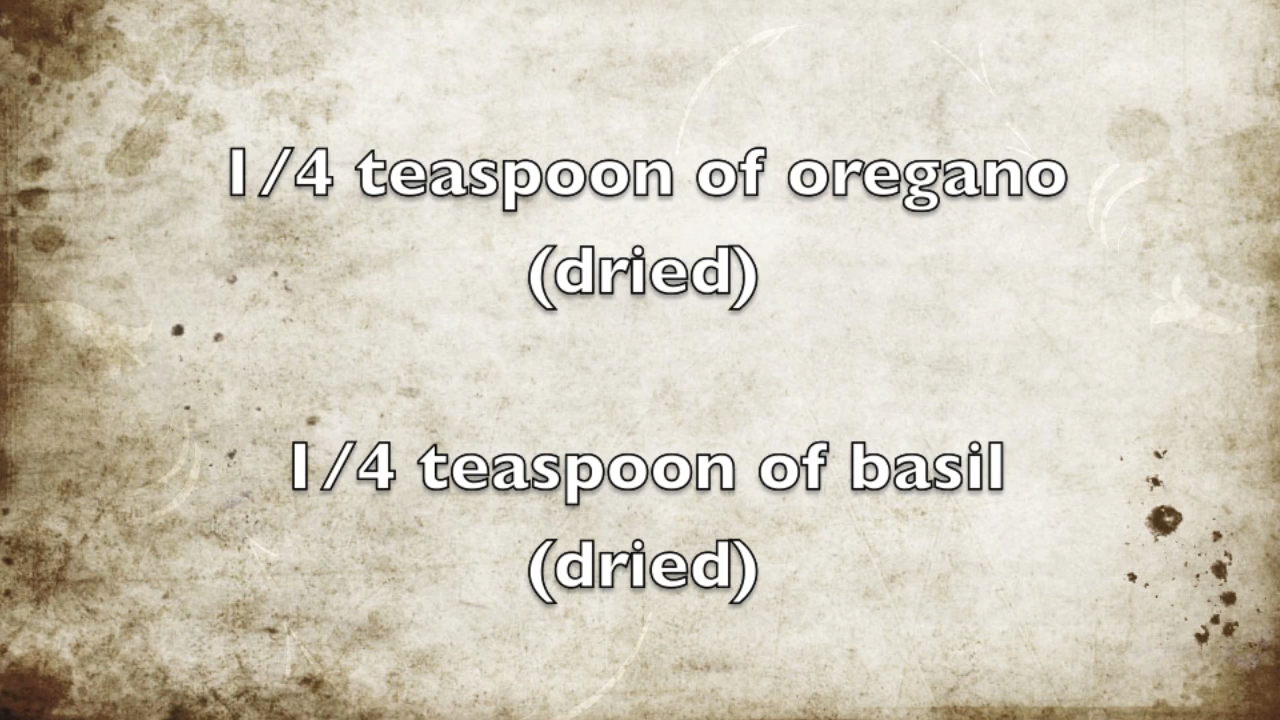 1/4 teaspoon of oregano
(dried)
1/4 teaspoon of basil
(dried)